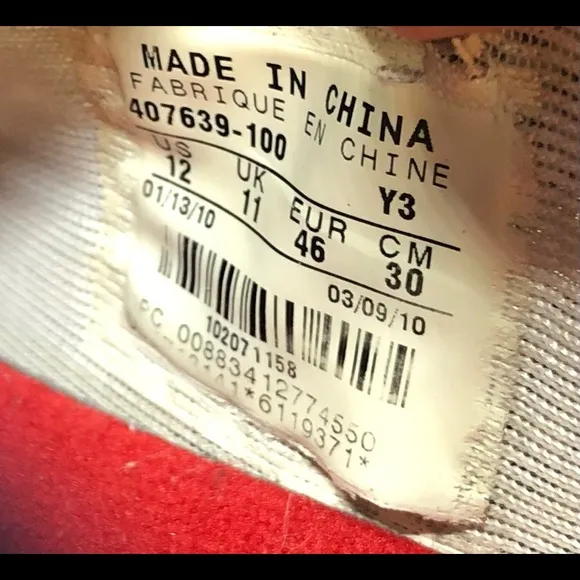 MADE IN CHINA
FABRIQUE EN CHINE
407639-100 Y3
US UK EUR CM
12 11 46 30
01/13/10 03/09/10
102071158
00883412774550
*6119371*